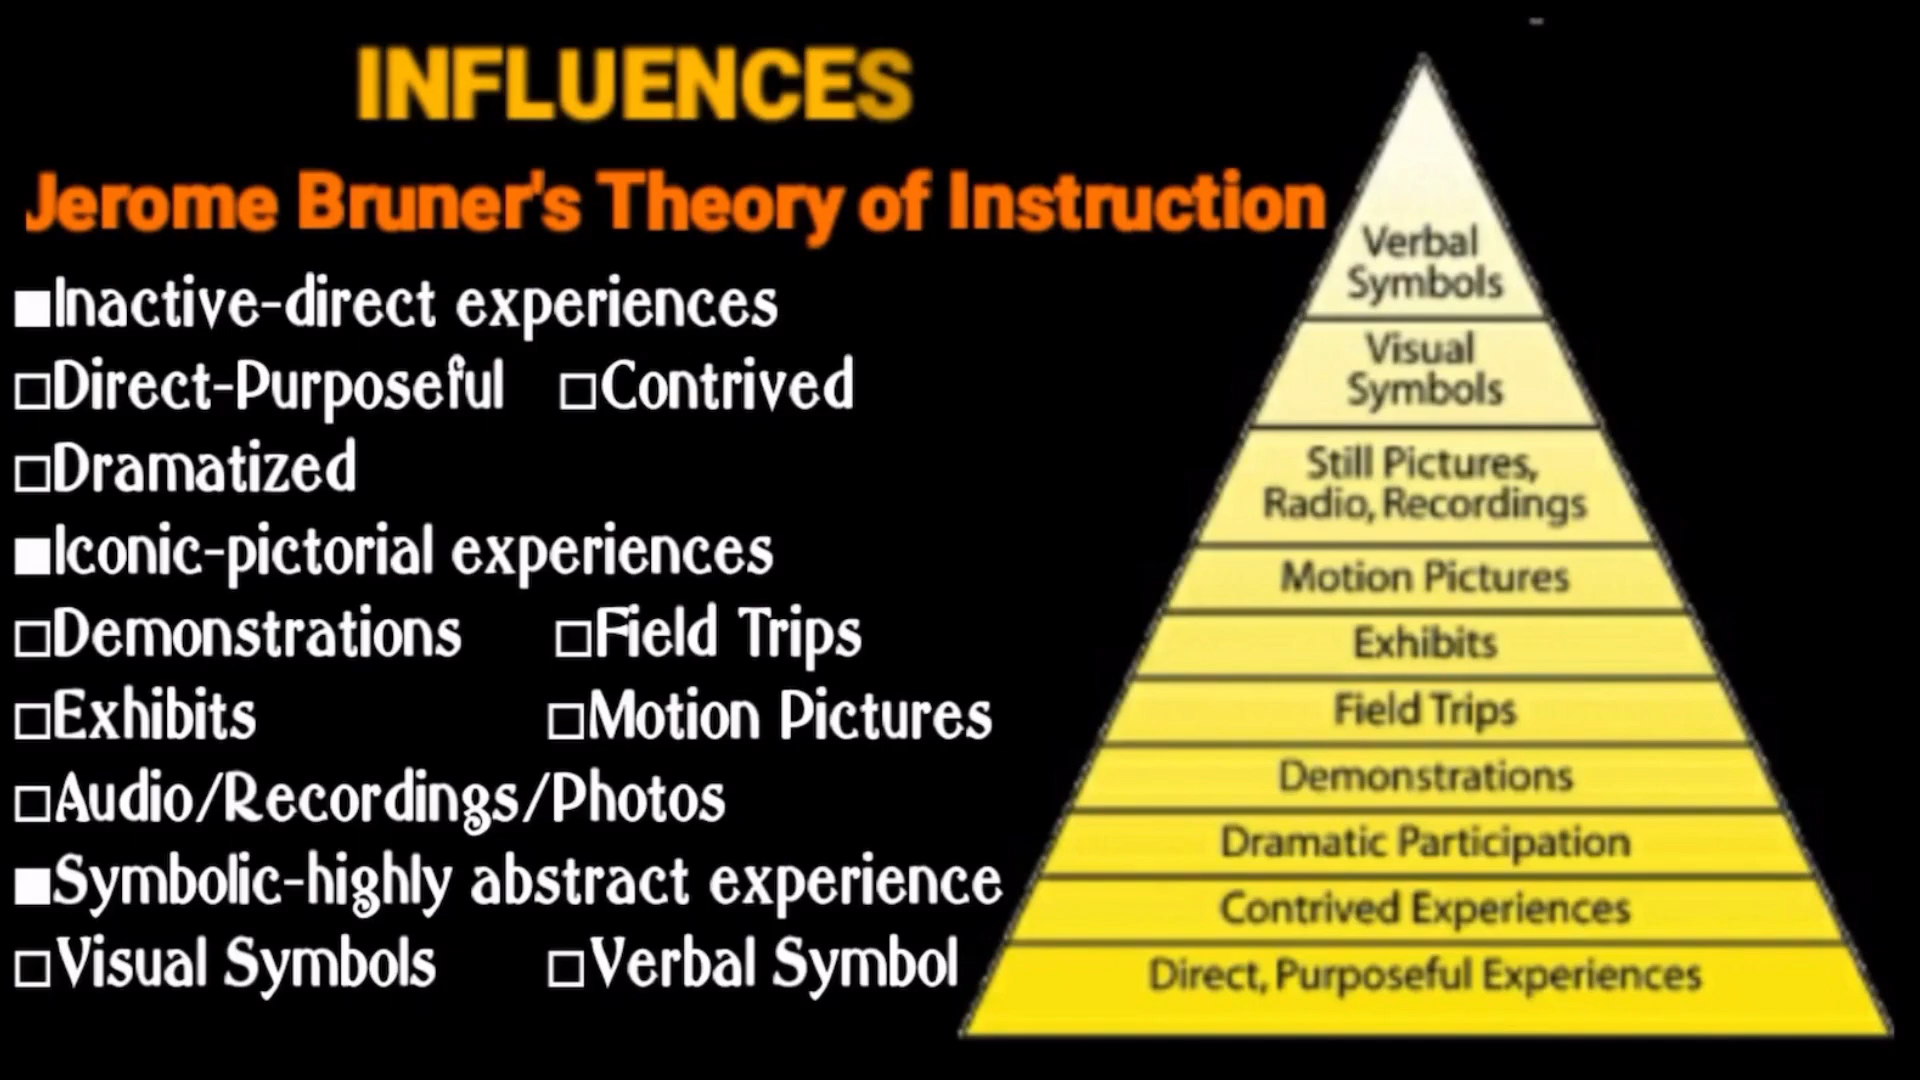 INFLUENCES
Jerome Bruner's Theory of Instruction
■Inactive-direct experiences
□Direct-Purposeful □Contrived
□Dramatized
■Iconic-pictorial experiences
□Demonstrations □Field Trips
□Exhibits □Motion Pictures
□Audio/Recordings/Photos
■Symbolic-highly abstract experience
□Visual Symbols □Verbal Symbol
Verbal
Symbols
Visual
Symbols
Still Pictures,
Radio, Recordings
Motion Pictures
Exhibits
Field Trips
Demonstrations
Dramatic Participation
Contrived Experiences
Direct, Purposeful Experiences